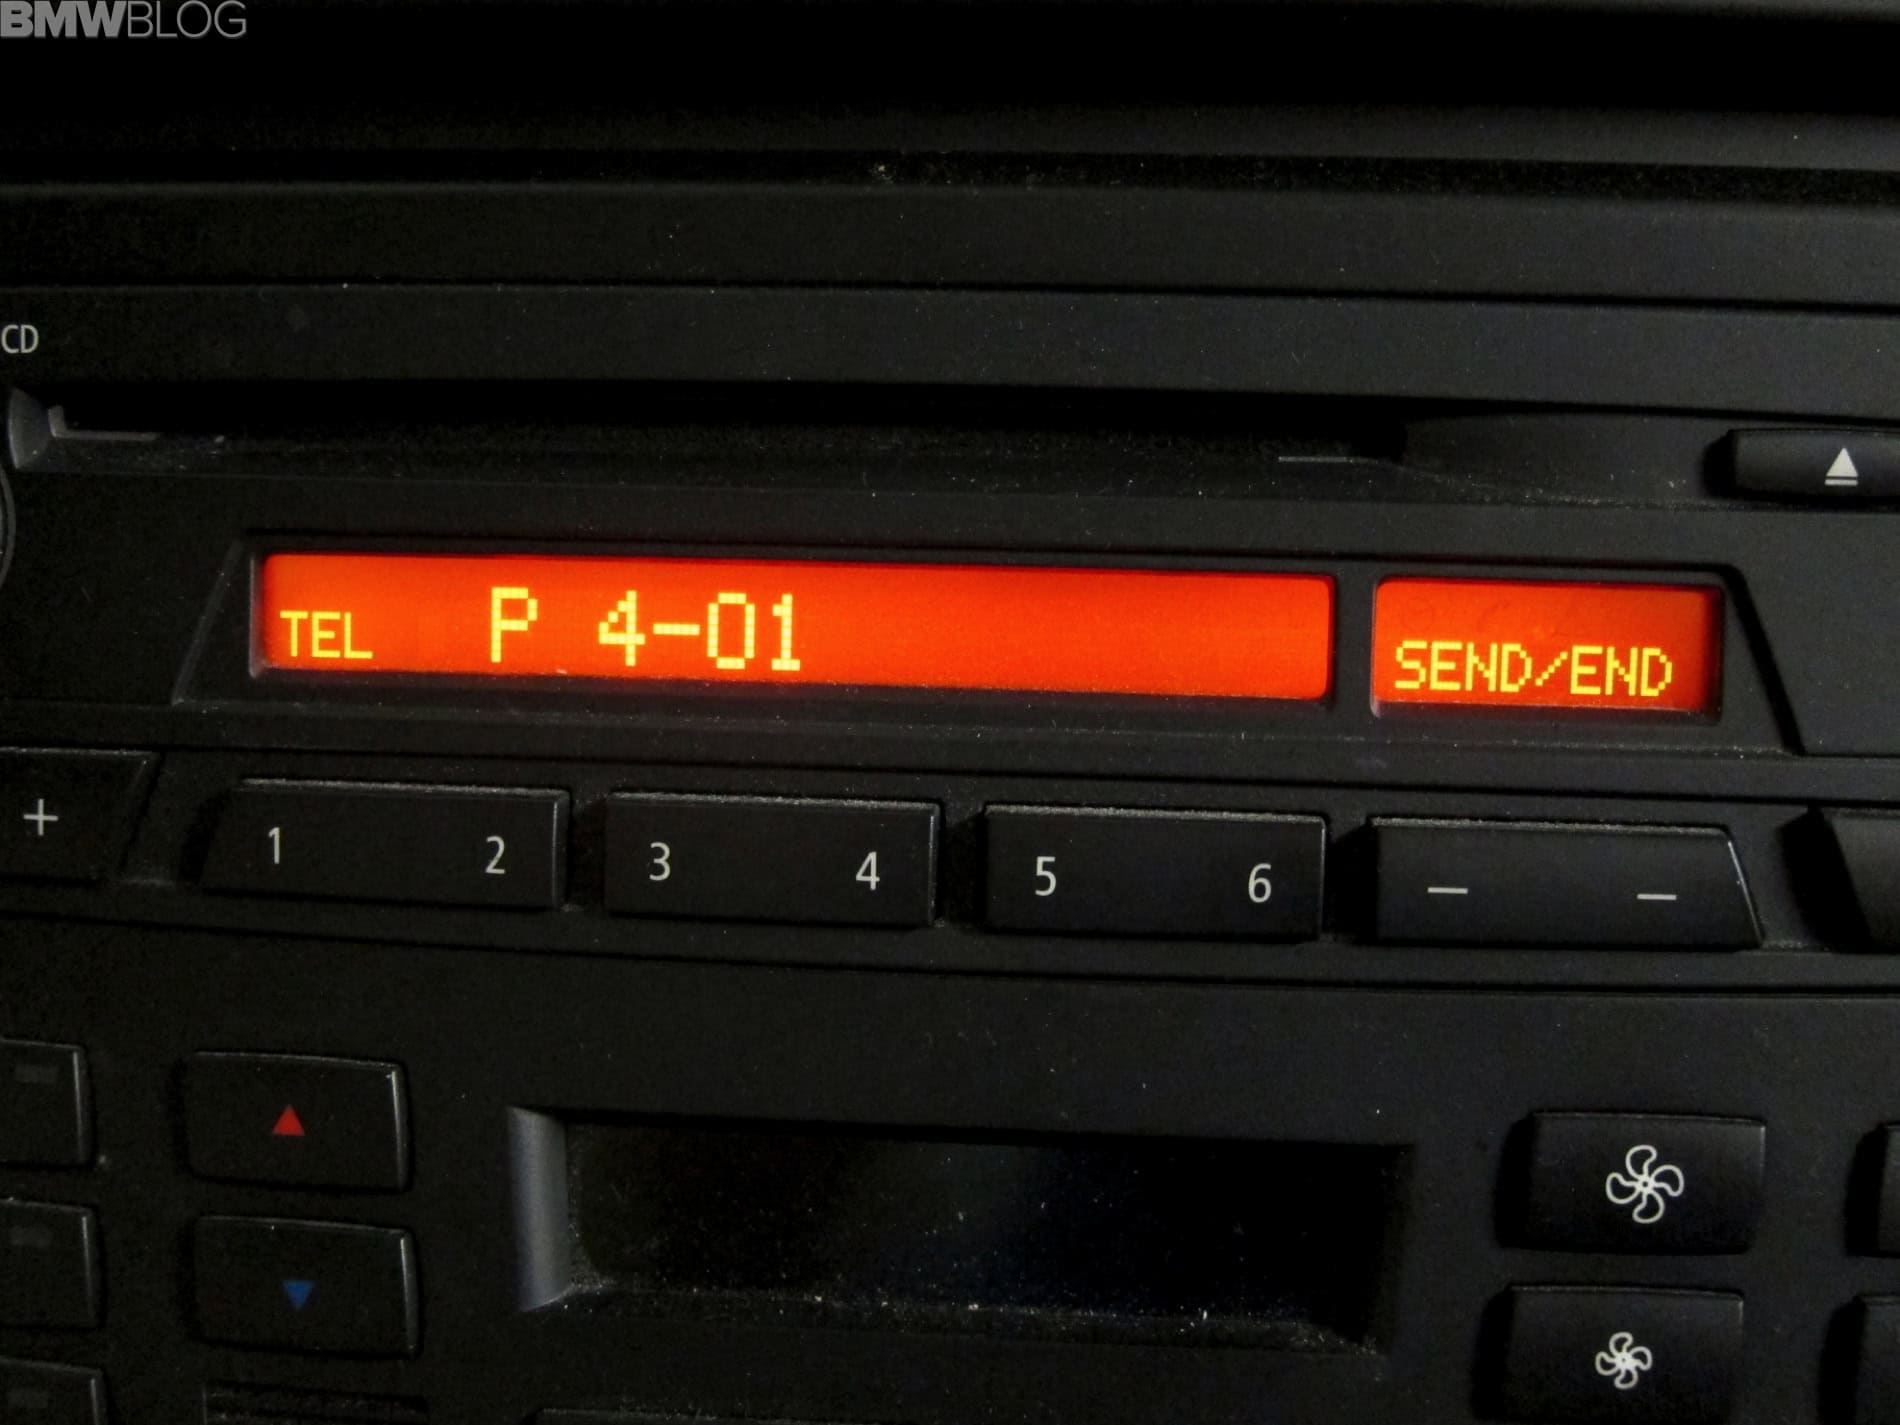 BMWBLOG
CD
TEL P 4-01 SEND/END
+ 1 2 3 4 5 6 — —